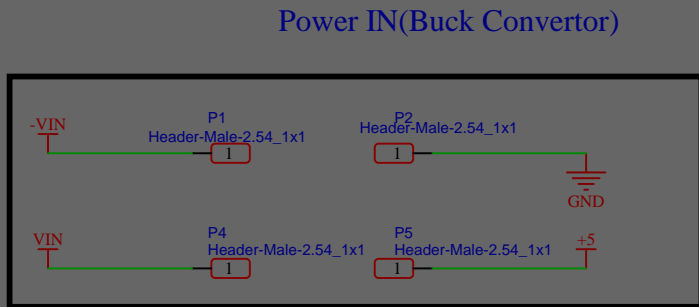 Power IN(Buck Convertor)
-VIN
P1
Header-Male-2.54_1x1
1
P2
Header-Male-2.54_1x1
1
GND
VIN
P4
Header-Male-2.54_1x1
1
P5
Header-Male-2.54_1x1
1
+5